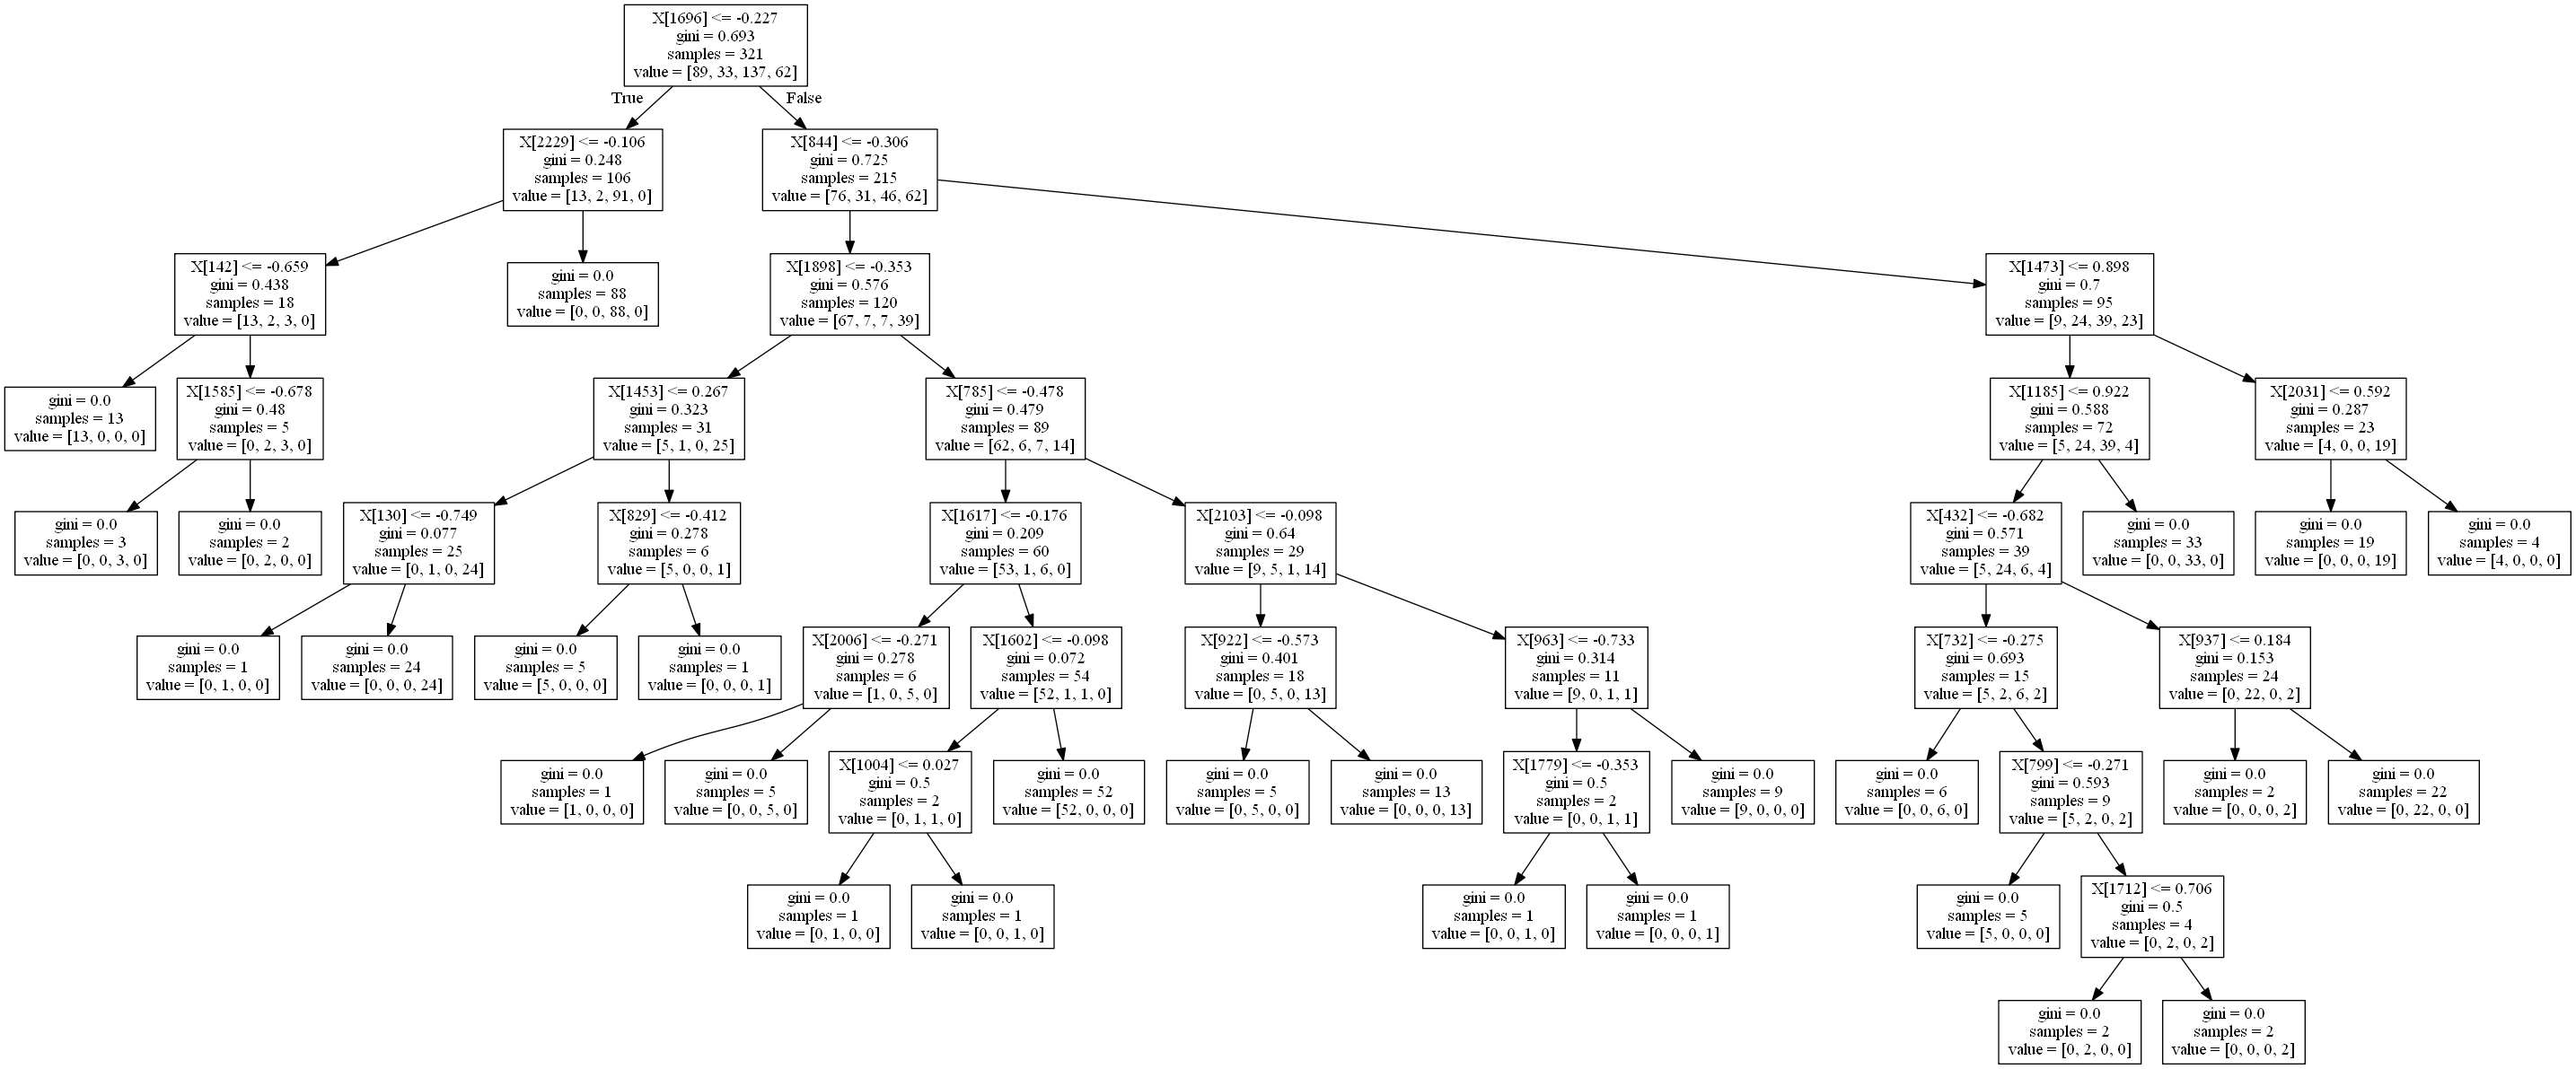 X[1696] <= -0.227
gini = 0.693
samples = 321
value = [89, 33, 137, 62]
True
False
X[2229] <= -0.106
gini = 0.248
samples = 106
value = [13, 2, 91, 0]
X[844] <= -0.306
gini = 0.725
samples = 215
value = [76, 31, 46, 62]
X[142] <= -0.659
gini = 0.438
samples = 18
value = [13, 2, 3, 0]
gini = 0.0
samples = 88
value = [0, 0, 88, 0]
X[1898] <= -0.353
gini = 0.576
samples = 120
value = [67, 7, 7, 39]
X[1473] <= 0.898
gini = 0.7
samples = 95
value = [9, 24, 39, 23]
gini = 0.0
samples = 13
value = [13, 0, 0, 0]
X[1585] <= -0.678
gini = 0.48
samples = 5
value = [0, 2, 3, 0]
X[1453] <= 0.267
gini = 0.323
samples = 31
value = [5, 1, 0, 25]
X[785] <= -0.478
gini = 0.479
samples = 89
value = [62, 6, 7, 14]
X[1185] <= 0.922
gini = 0.588
samples = 72
value = [5, 24, 39, 4]
X[2031] <= 0.592
gini = 0.287
samples = 23
value = [4, 0, 0, 19]
gini = 0.0
samples = 3
value = [0, 0, 3, 0]
gini = 0.0
samples = 2
value = [0, 2, 0, 0]
X[130] <= -0.749
gini = 0.077
samples = 25
value = [0, 1, 0, 24]
X[829] <= -0.412
gini = 0.278
samples = 6
value = [5, 0, 0, 1]
X[1617] <= -0.176
gini = 0.209
samples = 60
value = [53, 1, 6, 0]
X[2103] <= -0.098
gini = 0.64
samples = 29
value = [9, 5, 1, 14]
X[432] <= -0.682
gini = 0.571
samples = 39
value = [5, 24, 6, 4]
gini = 0.0
samples = 33
value = [0, 0, 33, 0]
gini = 0.0
samples = 19
value = [0, 0, 0, 19]
gini = 0.0
samples = 4
value = [4, 0, 0, 0]
gini = 0.0
samples = 1
value = [0, 1, 0, 0]
gini = 0.0
samples = 24
value = [0, 0, 0, 24]
gini = 0.0
samples = 5
value = [5, 0, 0, 0]
gini = 0.0
samples = 1
value = [0, 0, 0, 1]
X[2006] <= -0.271
gini = 0.278
samples = 6
value = [1, 0, 5, 0]
X[1602] <= -0.098
gini = 0.072
samples = 54
value = [52, 1, 1, 0]
X[922] <= -0.573
gini = 0.401
samples = 18
value = [0, 5, 0, 13]
X[963] <= -0.733
gini = 0.314
samples = 11
value = [9, 0, 1, 1]
X[732] <= -0.275
gini = 0.693
samples = 15
value = [5, 2, 6, 2]
X[937] <= 0.184
gini = 0.153
samples = 24
value = [0, 22, 0, 2]
gini = 0.0
samples = 1
value = [1, 0, 0, 0]
gini = 0.0
samples = 5
value = [0, 0, 5, 0]
X[1004] <= 0.027
gini = 0.5
samples = 2
value = [0, 1, 1, 0]
gini = 0.0
samples = 52
value = [52, 0, 0, 0]
gini = 0.0
samples = 5
value = [0, 5, 0, 0]
gini = 0.0
samples = 13
value = [0, 0, 0, 13]
X[1779] <= -0.353
gini = 0.5
samples = 2
value = [0, 0, 1, 1]
gini = 0.0
samples = 9
value = [9, 0, 0, 0]
gini = 0.0
samples = 6
value = [0, 0, 6, 0]
X[799] <= -0.271
gini = 0.593
samples = 9
value = [5, 2, 0, 2]
gini = 0.0
samples = 2
value = [0, 0, 0, 2]
gini = 0.0
samples = 22
value = [0, 22, 0, 0]
gini = 0.0
samples = 1
value = [0, 1, 0, 0]
gini = 0.0
samples = 1
value = [0, 0, 1, 0]
gini = 0.0
samples = 1
value = [0, 0, 1, 0]
gini = 0.0
samples = 1
value = [0, 0, 0, 1]
gini = 0.0
samples = 5
value = [5, 0, 0, 0]
X[1712] <= 0.706
gini = 0.5
samples = 4
value = [0, 2, 0, 2]
gini = 0.0
samples = 2
value = [0, 2, 0, 0]
gini = 0.0
samples = 2
value = [0, 0, 0, 2]